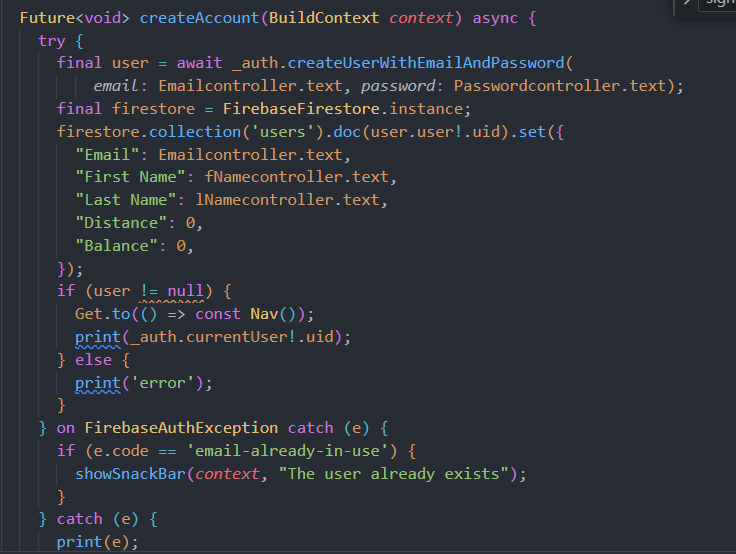 sign
Future<void> createAccount(BuildContext context) async {
try {
final user = await _auth.createUserWithEmailAndPassword(
email: Emailcontroller.text, password: Passwordcontroller.text);
final firestore = FirebaseFirestore.instance;
firestore.collection('users').doc(user.user!.uid).set({
"Email": Emailcontroller.text,
"First Name": fNamecontroller.text,
"Last Name": lNamecontroller.text,
"Distance": 0,
"Balance": 0,
});
if (user != null) {
Get.to(() => const Nav());
print(_auth.currentUser!.uid);
} else {
print('error');
}
} on FirebaseAuthException catch (e) {
if (e.code == 'email-already-in-use') {
showSnackBar(context, "The user already exists");
}
} catch (e) {
print(e);